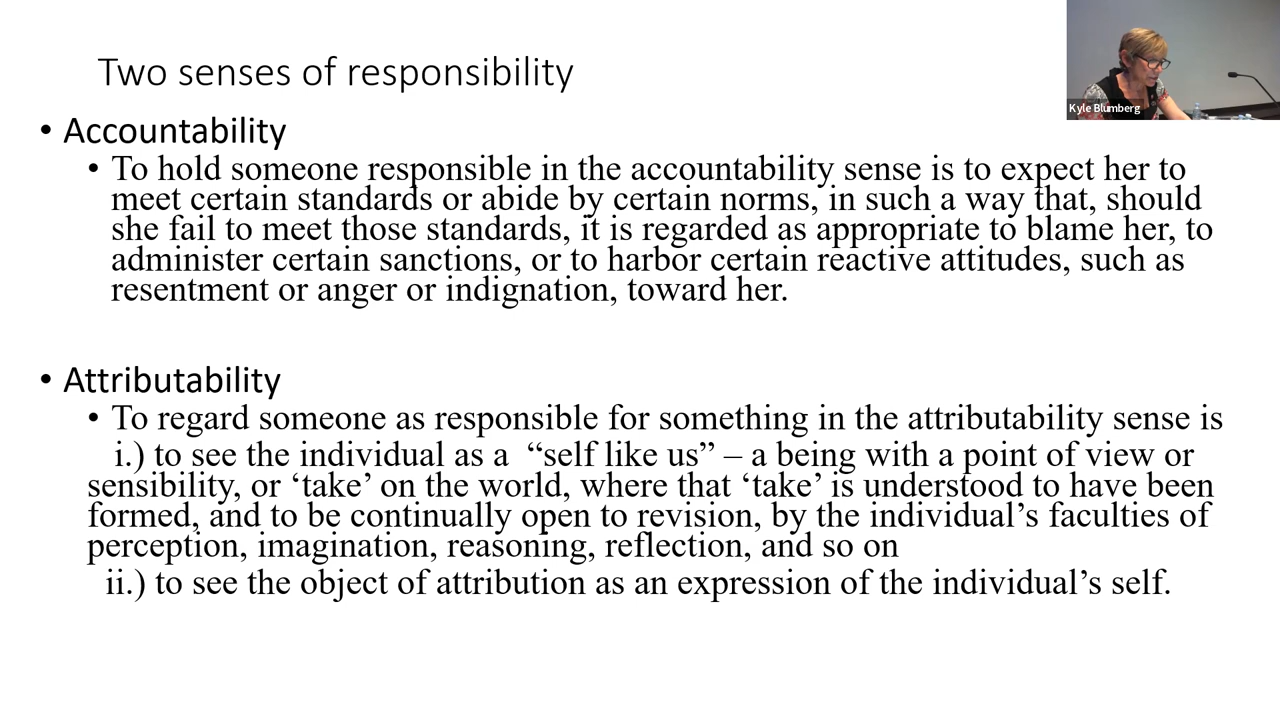 Two senses of responsibility
Kyle Blumberg
• Accountability
• To hold someone responsible in the accountability sense is to expect her to
meet certain standards or abide by certain norms, in such a way that, should
she fail to meet those standards, it is regarded as appropriate to blame her, to
administer certain sanctions, or to harbor certain reactive attitudes, such as
resentment or anger or indignation, toward her.
• Attributability
• To regard someone as responsible for something in the attributability sense is
i.) to see the individual as a “self like us” – a being with a point of view or
sensibility, or ‘take’ on the world, where that ‘take’ is understood to have been
formed, and to be continually open to revision, by the individual’s faculties of
perception, imagination, reasoning, reflection, and so on
ii.) to see the object of attribution as an expression of the individual’s self.